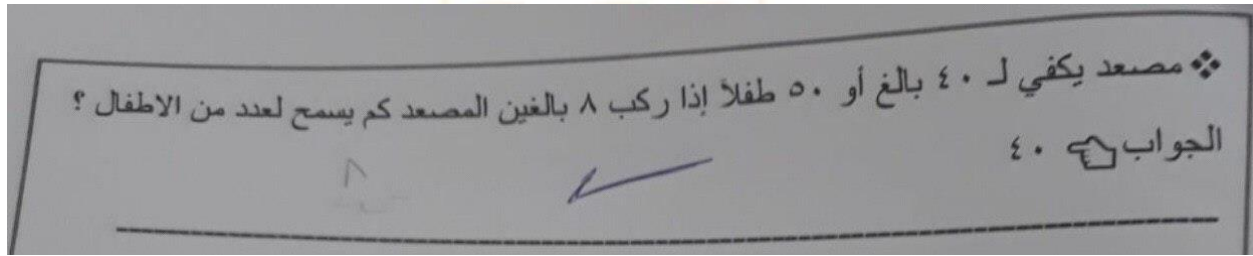 ❖ مصعد يكفي لـ ٤٠ بالغ أو ٥٠ طفلاً إذا ركب ٨ بالغين المصعد كم يسمح لعدد من الاطفال ؟
الجواب ٤٠
٨